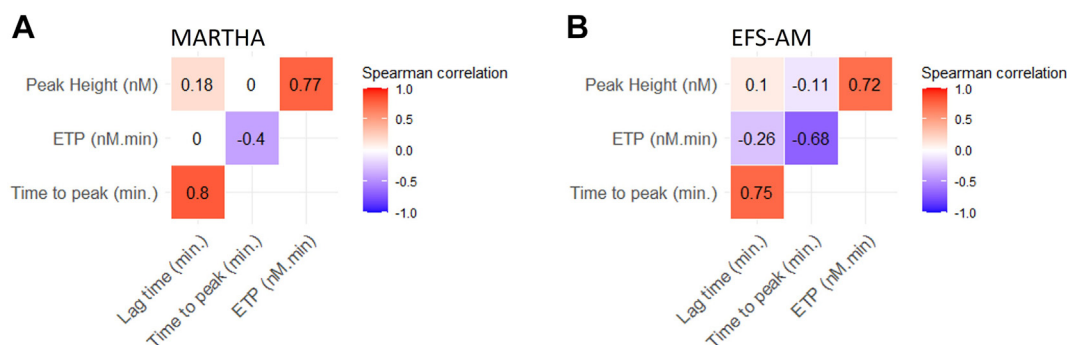 A
MARTHA
Peak Height (nM)
0.18
0
0.77
ETP (nM.min)
0
-0.4
Time to peak (min.)
0.8
Lag time (min.)
Time to peak (min.)
ETP (nM.min)
Spearman correlation
1.0
0.5
0.0
-0.5
-1.0
B
EFS-AM
Peak Height (nM)
0.1
-0.11
0.72
ETP (nM.min)
-0.26
-0.68
Time to peak (min.)
0.75
Lag time (min.)
Time to peak (min.)
ETP (nM.min)
Spearman correlation
1.0
0.5
0.0
-0.5
-1.0